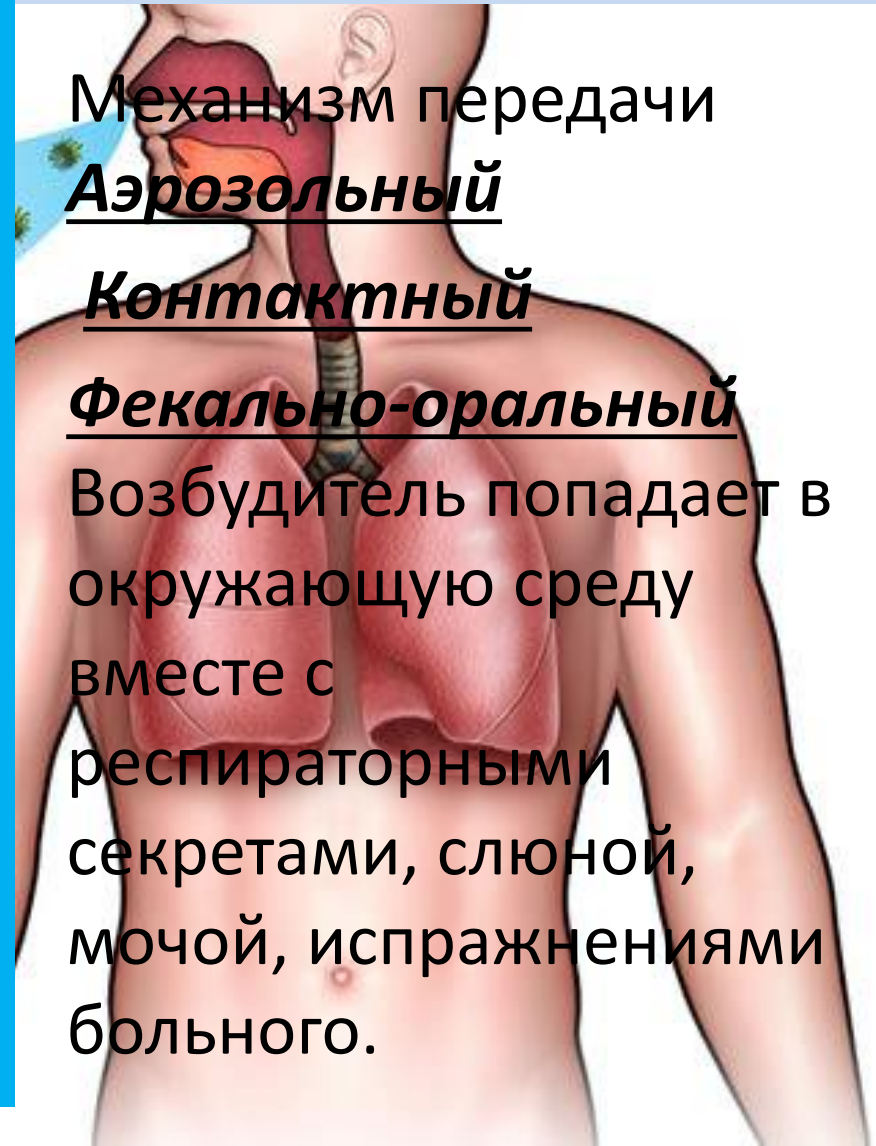 Механизм передачи
Аэрозольный
Контактный
Фекально-оральный
Возбудитель попадает в
окружающую среду
вместе с
респираторными
секретами, слюной,
мочой, испражнениями
больного.